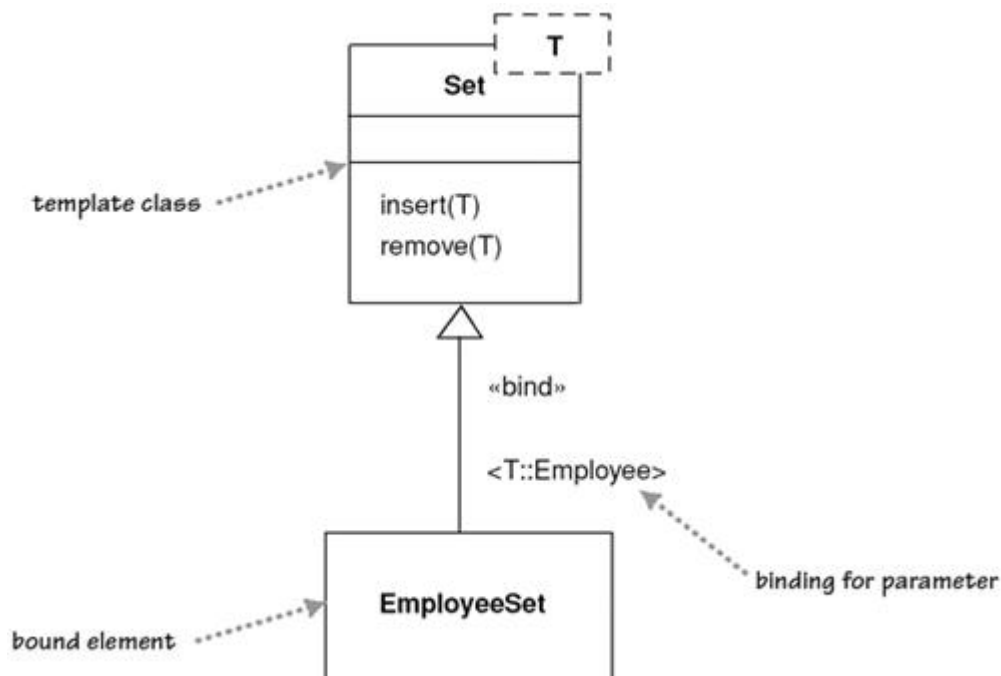 T
Set
template class
insert(T)
remove(T)
«bind»
<T::Employee>
binding for parameter
EmployeeSet
bound element